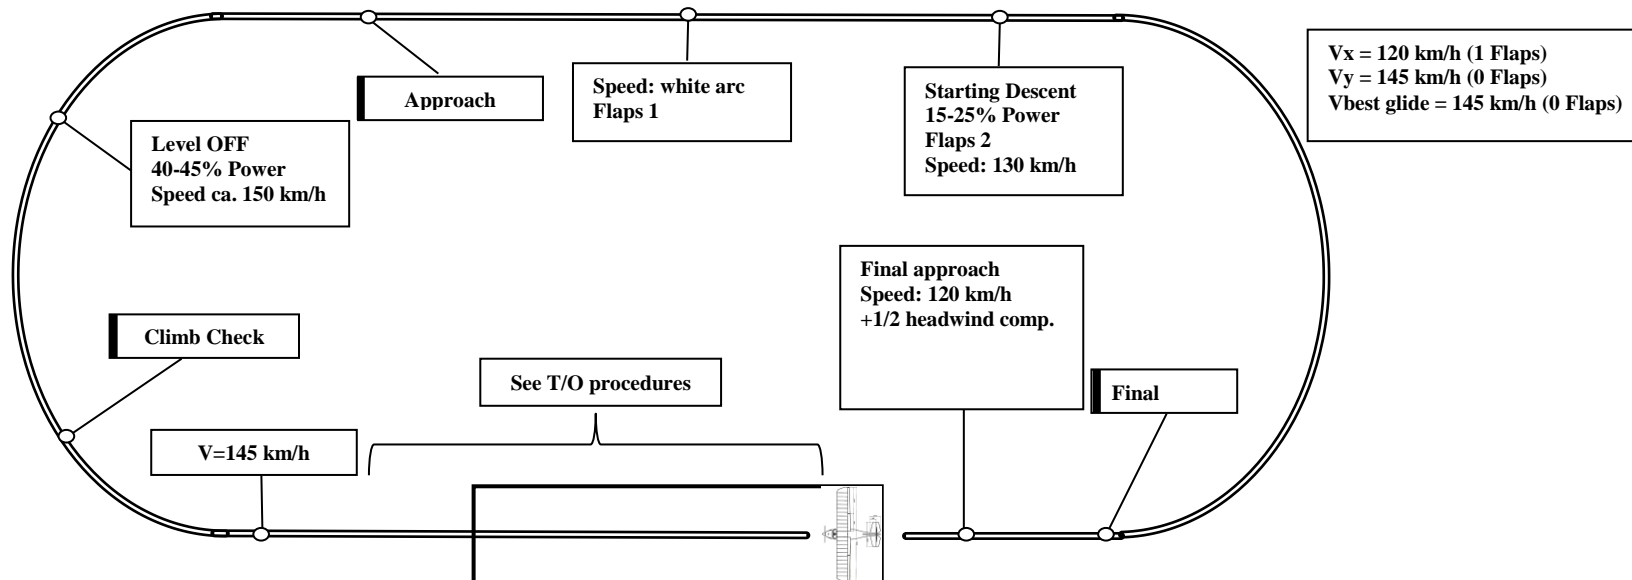 Vx = 120 km/h (1 Flaps)
Vy = 145 km/h (0 Flaps)
Vbest glide = 145 km/h (0 Flaps)
Approach
Speed: white arc
Flaps 1
Starting Descent
15-25% Power
Flaps 2
Speed: 130 km/h
Level OFF
40-45% Power
Speed ca. 150 km/h
Final approach
Speed: 120 km/h
+1/2 headwind comp.
Climb Check
See T/O procedures
Final
V=145 km/h